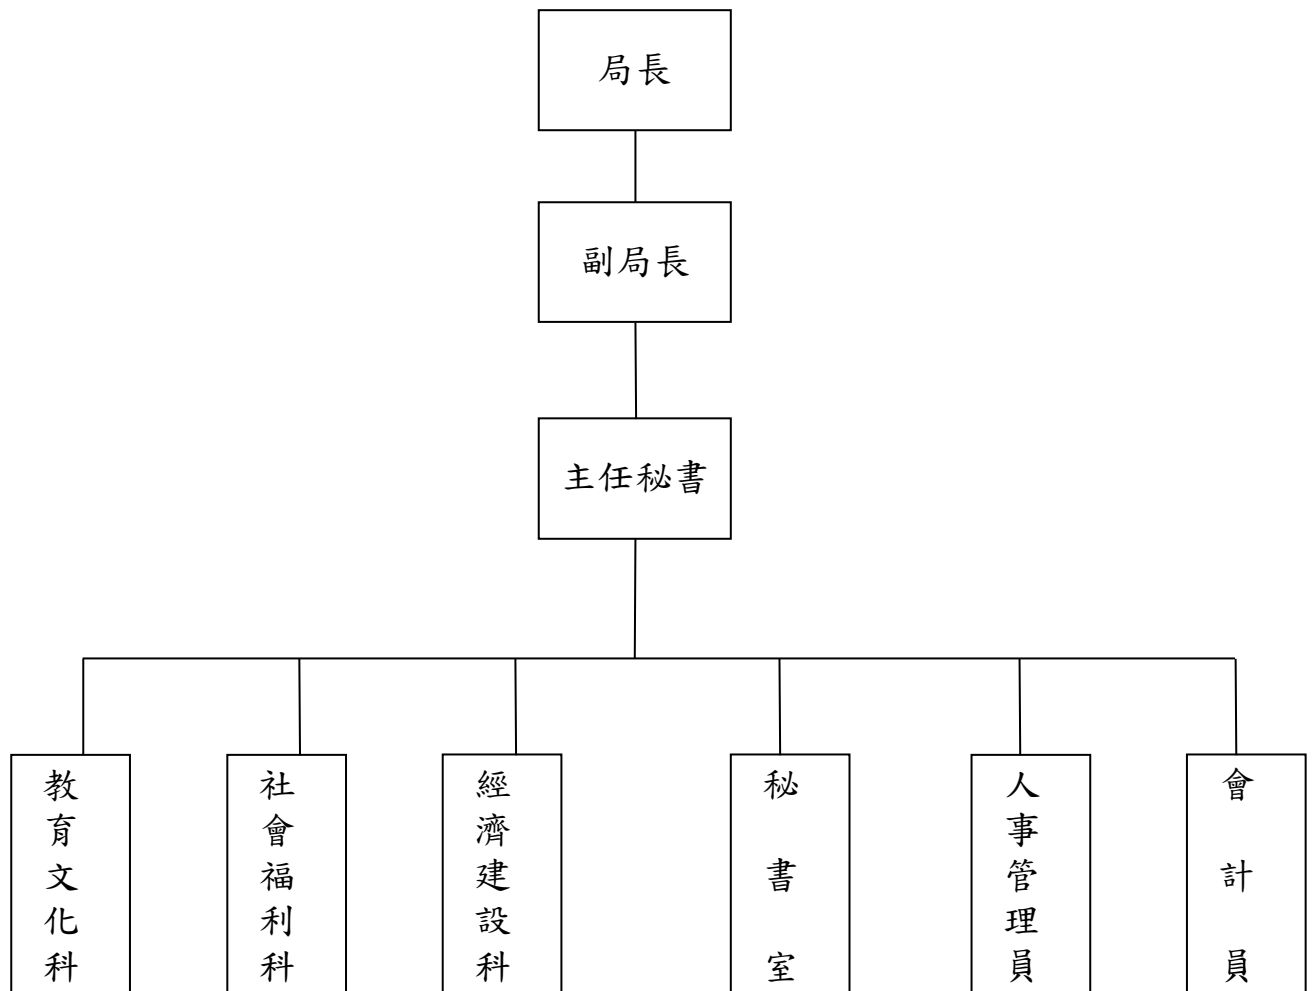 局長
副局長
主任秘書
教育文化科
社會福利科
經濟建設科
秘書室
人事管理員
會計員